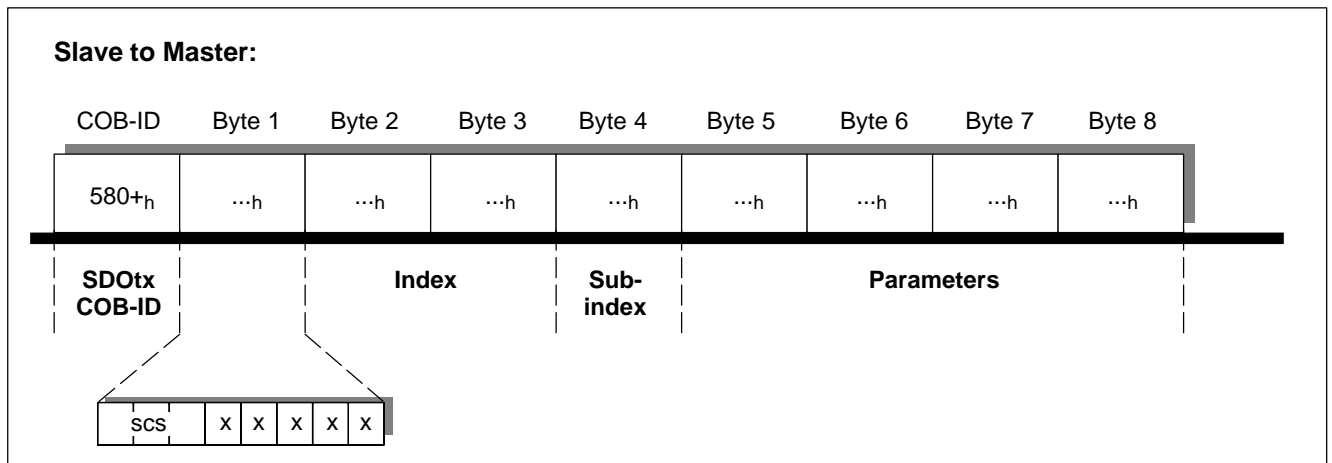 Slave to Master:
COB-ID Byte 1 Byte 2 Byte 3 Byte 4 Byte 5 Byte 6 Byte 7 Byte 8
580+h ...h ...h ...h ...h ...h ...h ...h ...h
SDOtx Index Sub- Parameters
COB-ID index
scs x x x x x